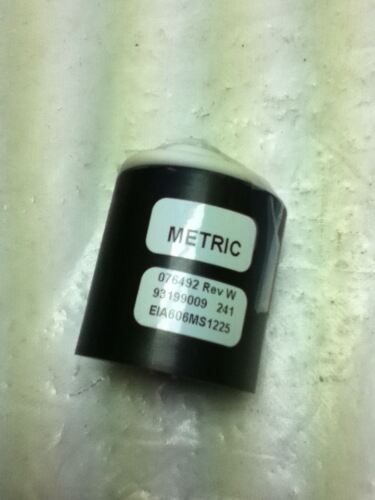 METRIC
076492 Rev W
93199009 241
EIA606MS1225